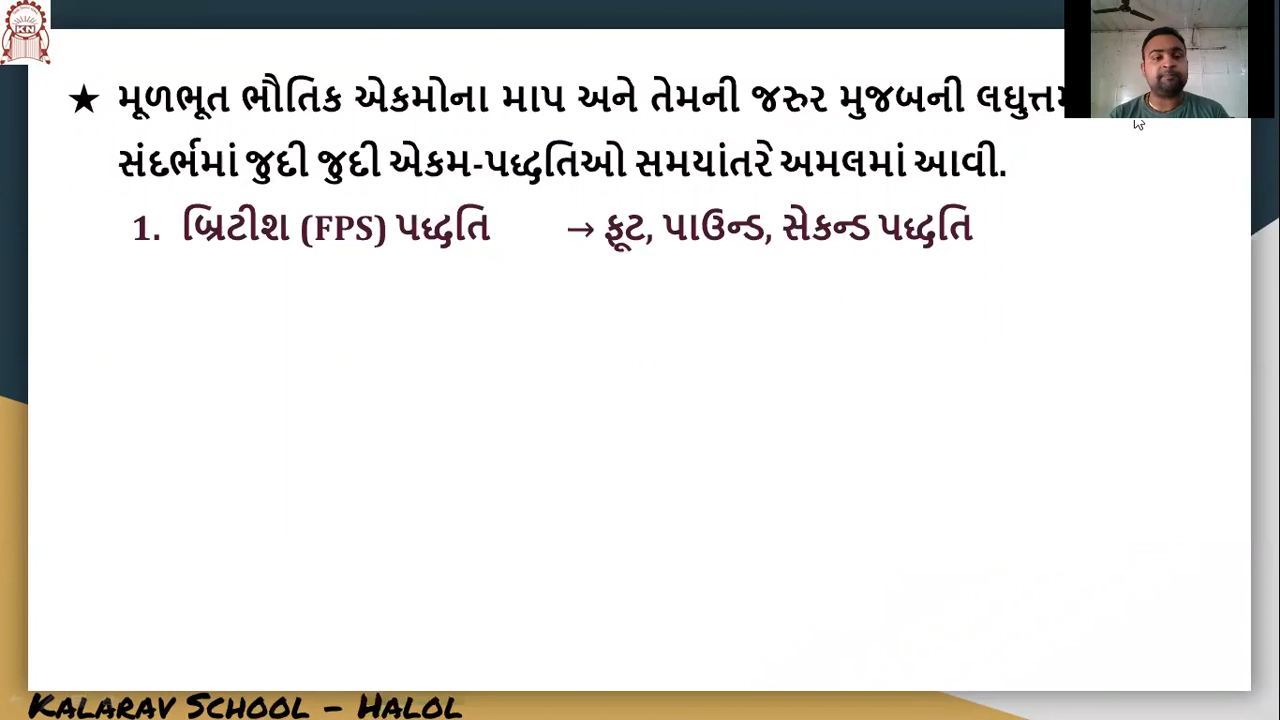 ★ મૂળભૂત ભૌતિક એકમોના માપ અને તેમની જરુર મુજબની
સંદર્ભમાં જુદી જુદી એકમ-પદ્ધતિઓ સમયાંતરે અમલમાં આવી.
1. બ્રિટીશ (FPS) પદ્ધતિ → ફૂટ, પાઉન્ડ, સેકન્ડ પદ્ધતિ
KALARAV SCHOOL - HALOL
KN